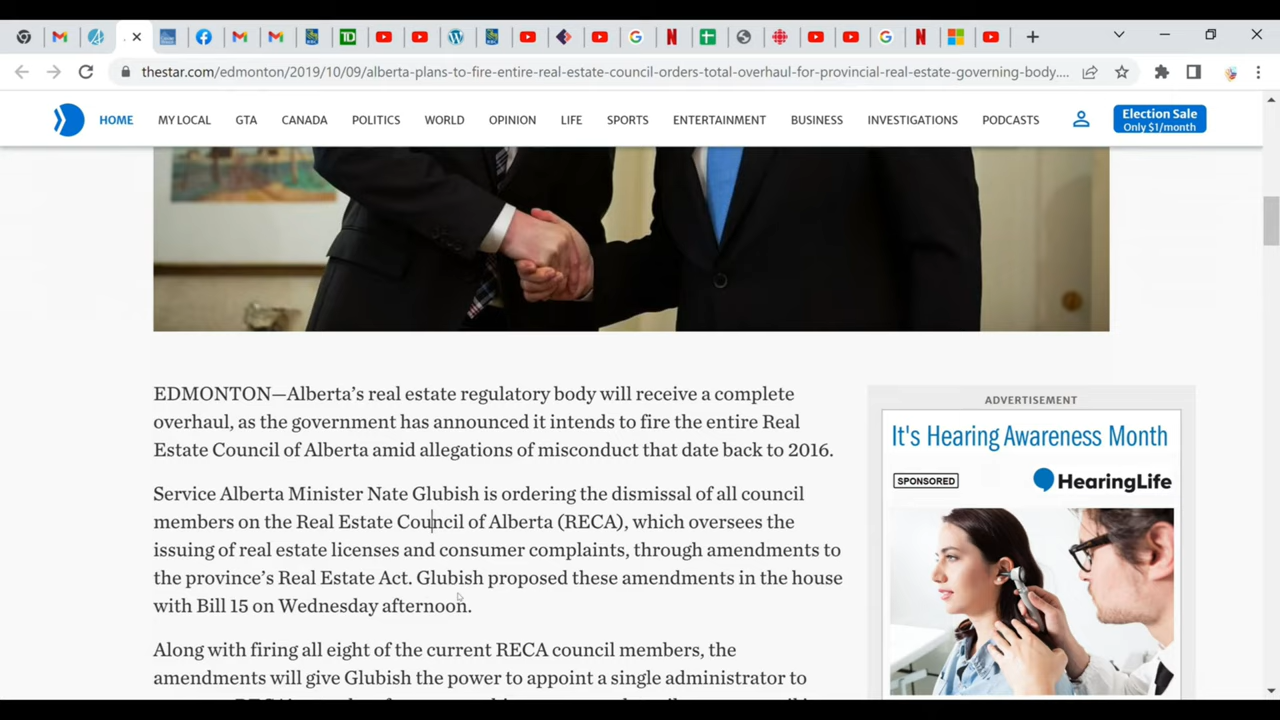 thestar.com/edmonton/2019/10/09/alberta-plans-to-fire-entire-real-estate-council-orders-total-overhaul-for-provincial-real-estate-governing-body....
HOME MY LOCAL GTA CANADA POLITICS WORLD OPINION LIFE SPORTS ENTERTAINMENT BUSINESS INVESTIGATIONS PODCASTS
Election Sale
Only $1/month
EDMONTON—Alberta’s real estate regulatory body will receive a complete
overhaul, as the government has announced it intends to fire the entire Real
Estate Council of Alberta amid allegations of misconduct that date back to 2016.
Service Alberta Minister Nate Glubish is ordering the dismissal of all council
members on the Real Estate Council of Alberta (RECA), which oversees the
issuing of real estate licenses and consumer complaints, through amendments to
the province’s Real Estate Act. Glubish proposed these amendments in the house
with Bill 15 on Wednesday afternoon.
Along with firing all eight of the current RECA council members, the
amendments will give Glubish the power to appoint a single administrator to
ADVERTISEMENT
It's Hearing Awareness Month
SPONSORED
HearingLife